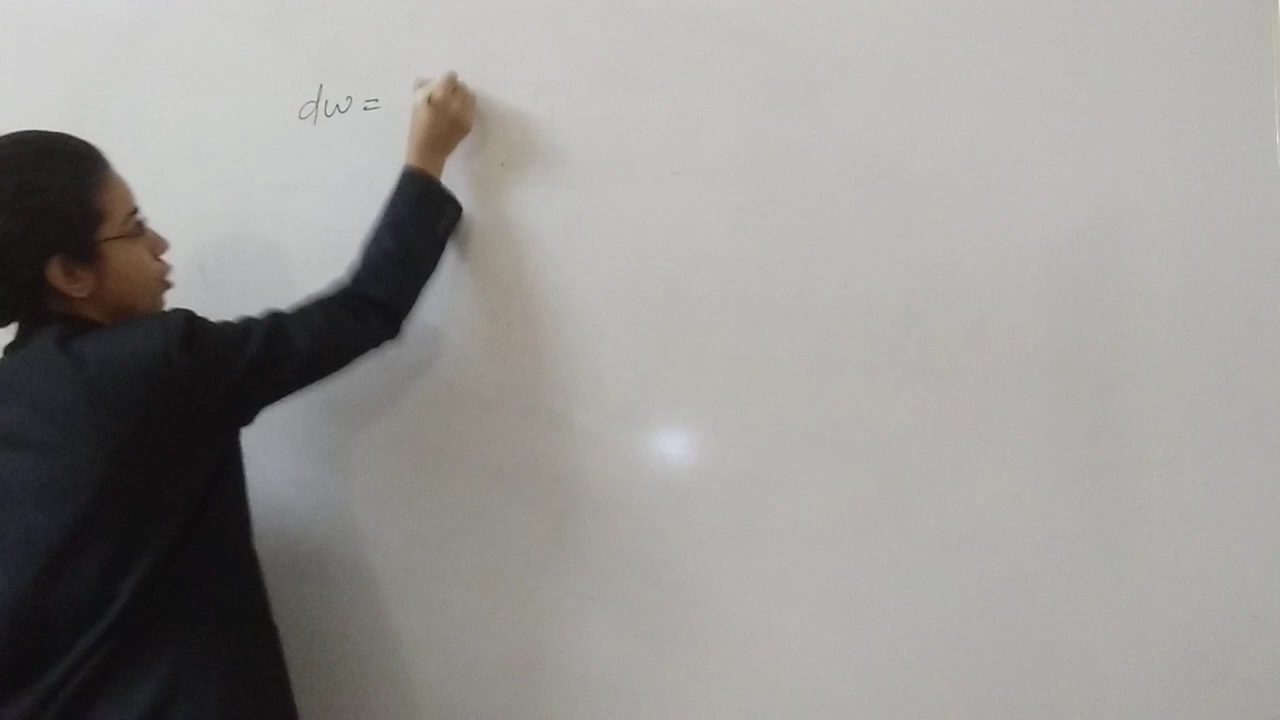 dw =